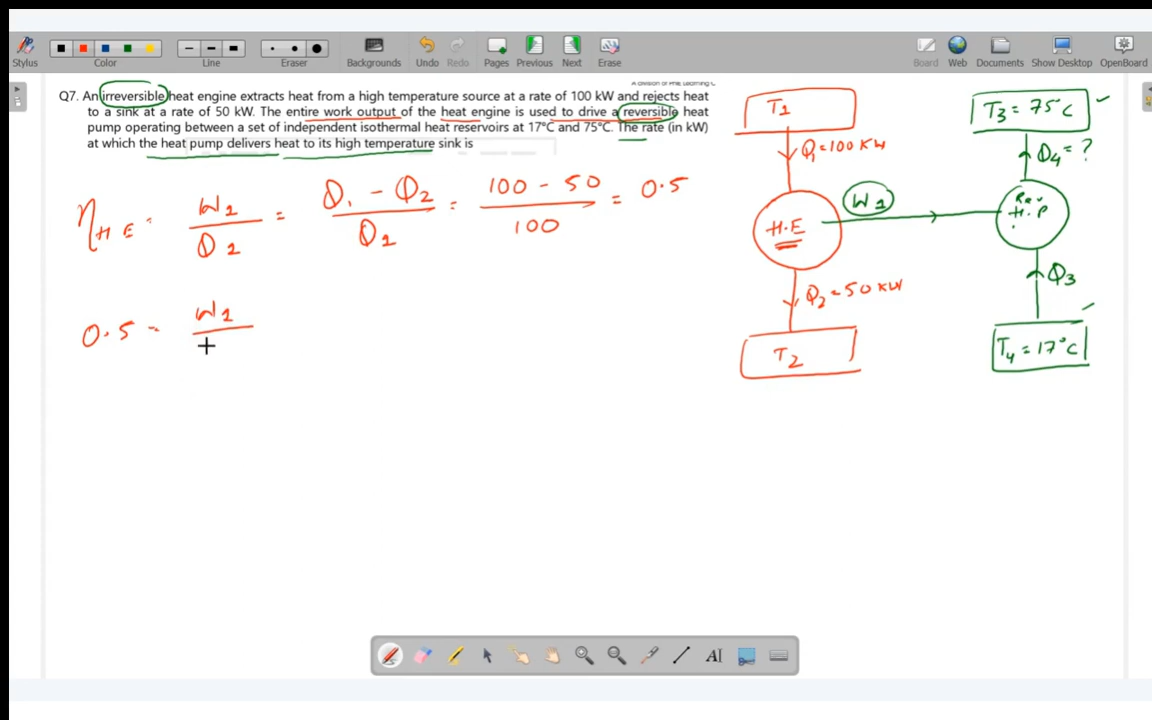 Stylus Color Line Eraser Backgrounds Undo Redo Pages Previous Next Erase Board Web Documents Show Desktop OpenBoard
Q7. An irreversible heat engine extracts heat from a high temperature source at a rate of 100 kW and rejects heat
to a sink at a rate of 50 kW. The entire work output of the heat engine is used to drive a reversible heat
pump operating between a set of independent isothermal heat reservoirs at 17°C and 75°C. The rate (in kW)
at which the heat pump delivers heat to its high temperature sink is
η H E = W1 / Q1 = Q1 - Q2 / Q1 = 100 - 50 / 100 = 0.5
0.5 = W1
T1
Q1 = 100 KW
H.E
W1
Q2 = 50 KW
T2
T3 = 75°C
Q4 = ?
Rev
H.P
Q3
T4 = 17°C
AI